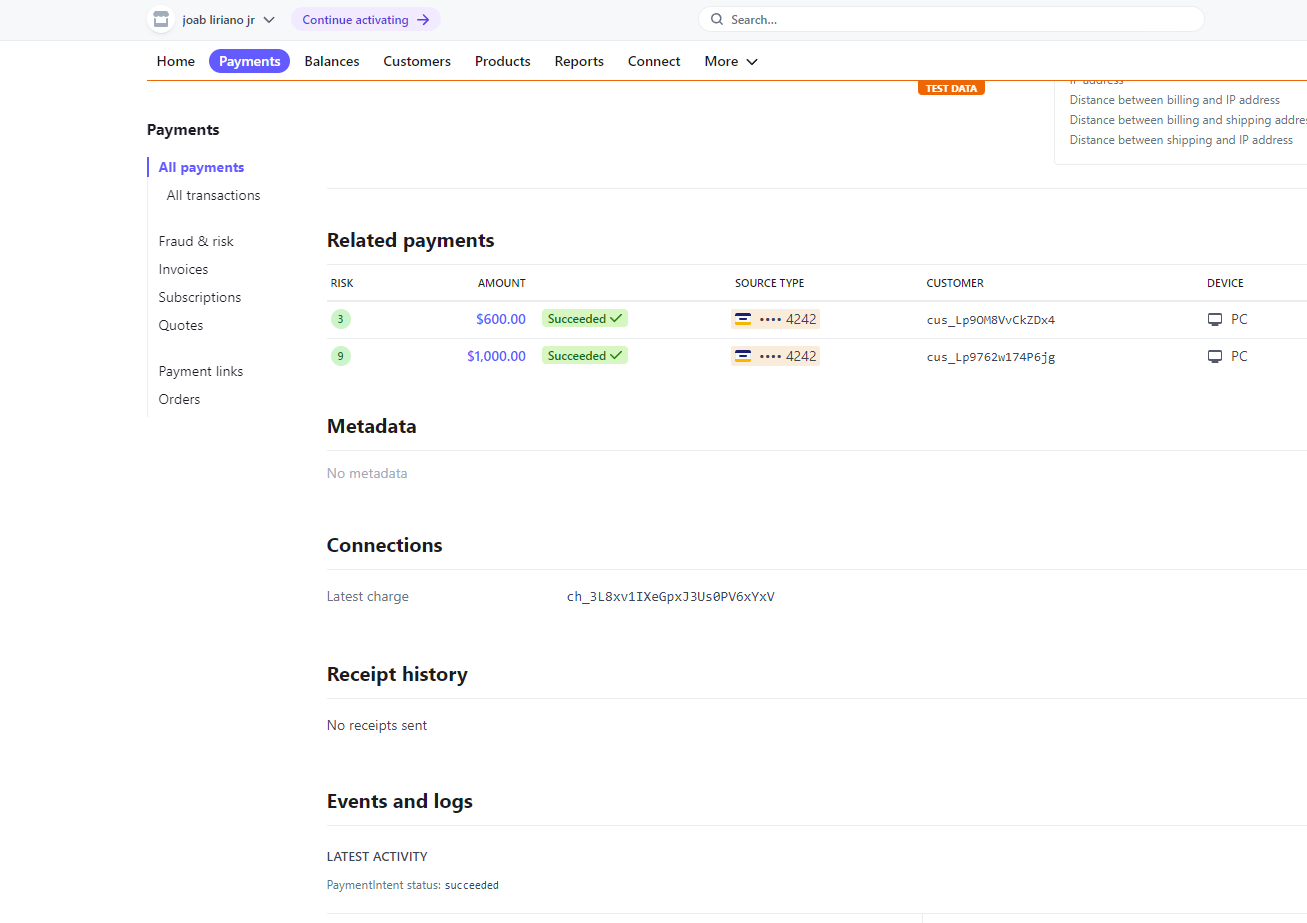 joab liriano jr
Continue activating →
Search...
Home Payments Balances Customers Products Reports Connect More
TEST DATA
IP address
Distance between billing and IP address
Distance between billing and shipping addre
Distance between shipping and IP address
Payments
All payments
All transactions
Fraud & risk
Invoices
Subscriptions
Quotes
Payment links
Orders
Related payments
RISK AMOUNT SOURCE TYPE CUSTOMER DEVICE
3 $600.00 Succeeded ✓ •••• 4242 cus_Lp9OM8VvCkZDx4 PC
9 $1,000.00 Succeeded ✓ •••• 4242 cus_Lp9762w174P6jg PC
Metadata
No metadata
Connections
Latest charge ch_3L8xv1IXeGpxJ3Us0PV6xYxV
Receipt history
No receipts sent
Events and logs
LATEST ACTIVITY
PaymentIntent status: succeeded